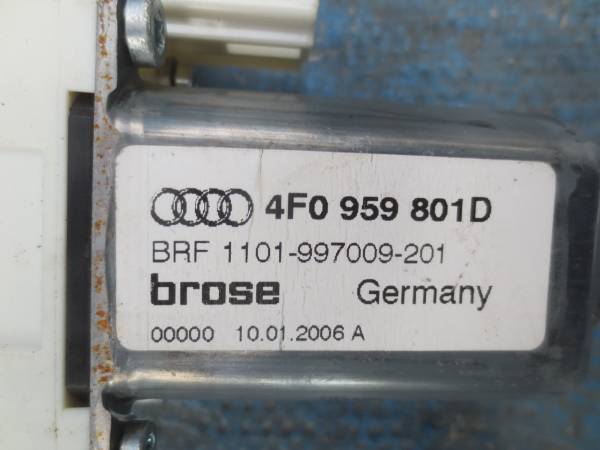 4F0 959 801D
BRF 1101-997009-201
brose Germany
00000 10.01.2006 A